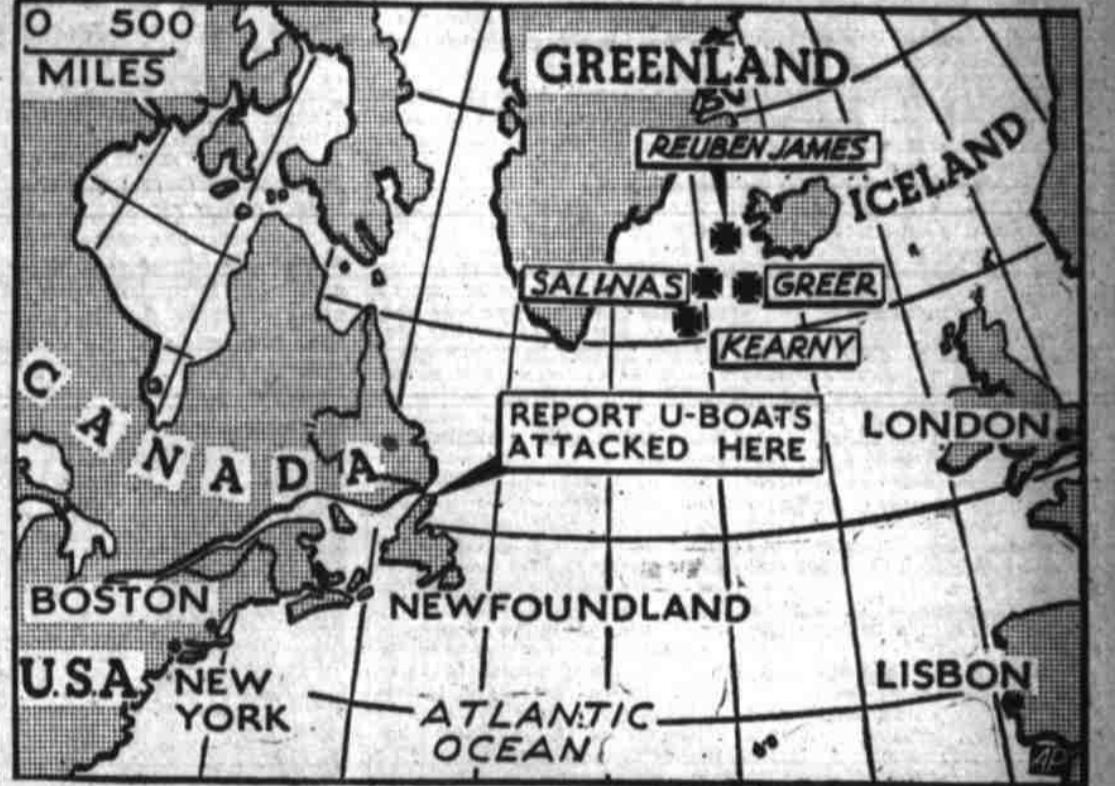 0 500
MILES
GREENLAND
REUBEN JAMES
ICELAND
SALINAS
GREER
KEARNY
CANADA
REPORT U-BOATS
ATTACKED HERE
LONDON
BOSTON
NEWFOUNDLAND
U.S.A.
NEW
YORK
LISBON
ATLANTIC
OCEAN
AP